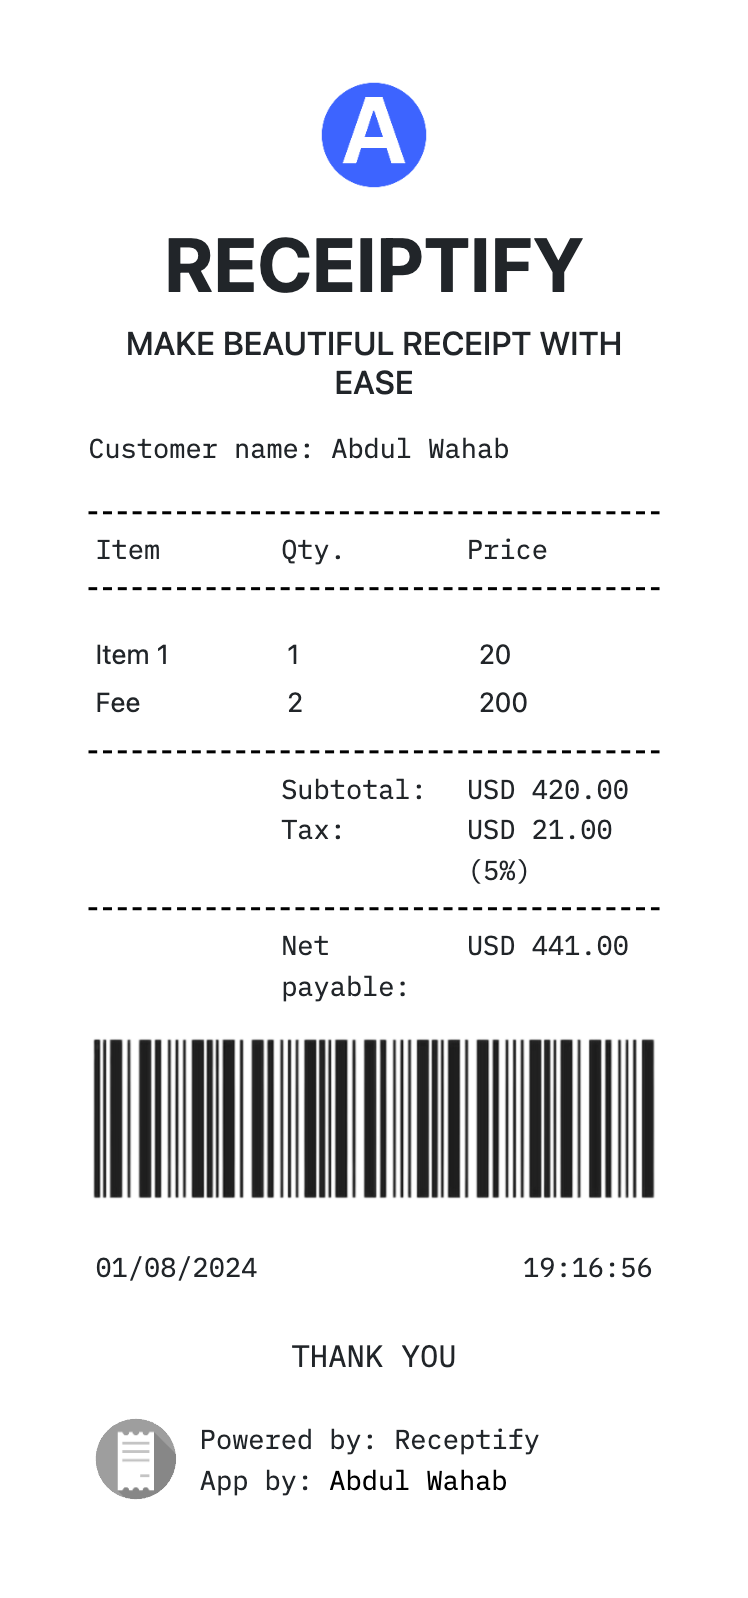 A
RECEIPTIFY
MAKE BEAUTIFUL RECEIPT WITH
EASE
Customer name: Abdul Wahab
Item Qty. Price
Item 1 1 20
Fee 2 200
Subtotal: USD 420.00
Tax: USD 21.00
(5%)
Net USD 441.00
payable:
01/08/2024 19:16:56
THANK YOU
Powered by: Receptify
App by: Abdul Wahab